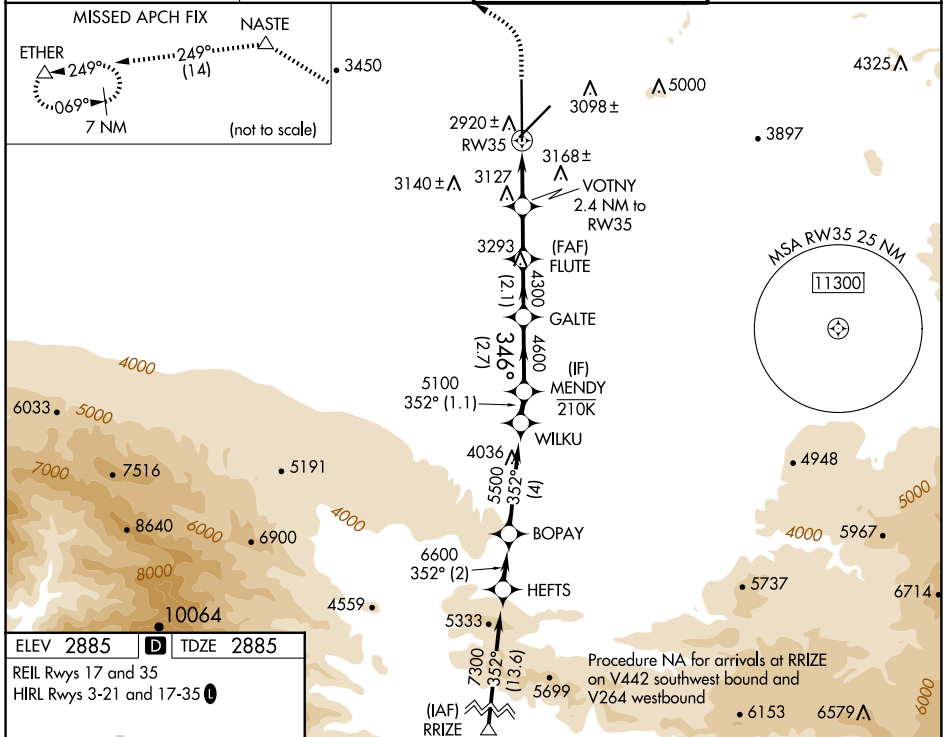 MISSED APCH FIX
NASTE
ETHER
249°
(14)
249°
069°
7 NM
(not to scale)
3450
4325
5000
3098 ±
2920 ±
RW35
3897
3168 ±
3127
3140 ±
VOTNY
2.4 NM to
RW35
MSA RW35 25 NM
11300
3293
(FAF)
FLUTE
4300
(2.1)
GALTE
346°
4600
(2.7)
(IF)
MENDY
210K
5100
352° (1.1)
WILKU
4000
6033
5000
4036
4948
7000
7516
5191
5500
352°
(4)
5000
4000
8640
6000
6900
BOPAY
4000
5967
8000
6600
352° (2)
HEFTS
5737
6714
4559
10064
5333
ELEV 2885
D
TDZE 2885
REIL Rwys 17 and 35
HIRL Rwys 3-21 and 17-35 L
7300
352°
(13.6)
5699
Procedure NA for arrivals at RRIZE
on V442 southwest bound and
V264 westbound
(IAF)
RRIZE
6153
6579
6000